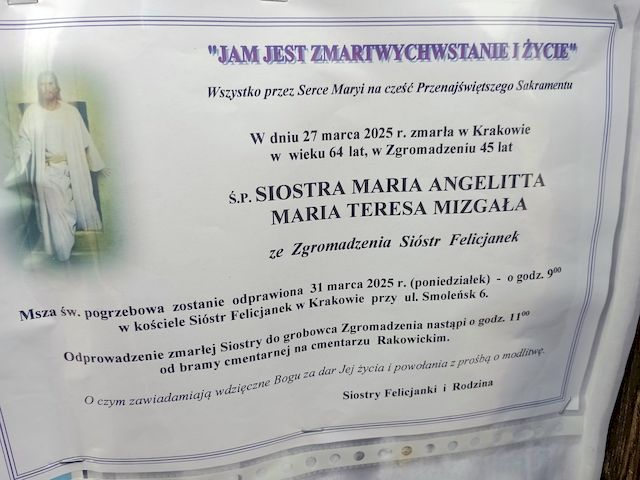 "JAM JEST ZMARTWYCHWSTANIE I ŻYCIE"
Wszystko przez Serce Maryi na cześć Przenajświętszego Sakramentu
W dniu 27 marca 2025 r. zmarła w Krakowie
w wieku 64 lat, w Zgromadzeniu 45 lat
Ś.P. SIOSTRA MARIA ANGELITTA
MARIA TERESA MIZGAŁA
ze Zgromadzenia Sióstr Felicjanek
Msza św. pogrzebowa zostanie odprawiona 31 marca 2025 r. (poniedziałek) - o godz. 9⁰⁰
w kościele Sióstr Felicjanek w Krakowie przy ul. Smoleńsk 6.
Odprowadzenie zmarłej Siostry do grobowca Zgromadzenia nastąpi o godz. 11⁰⁰
od bramy cmentarnej na cmentarzu Rakowickim.
O czym zawiadamiają wdzięczne Bogu za dar Jej życia i powołania z prośbą o modlitwę.
Siostry Felicjanki i Rodzina